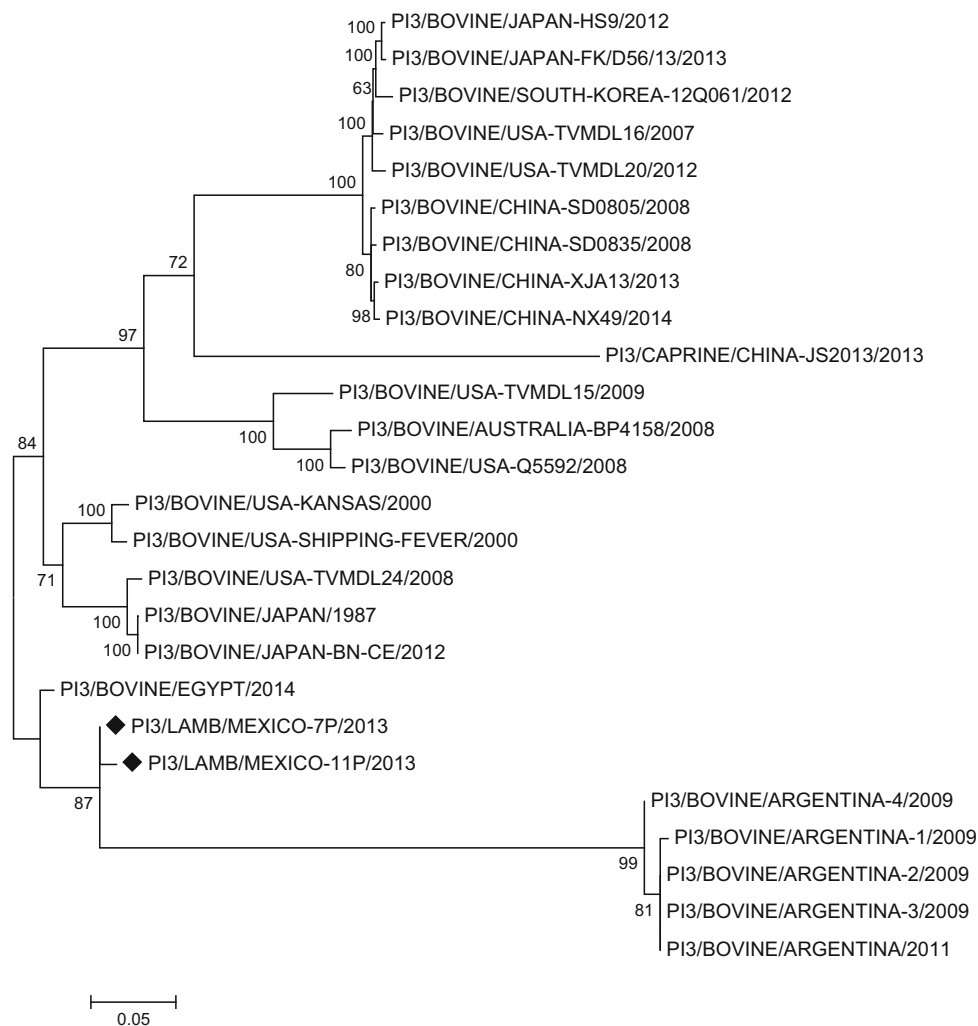 100 PI3/BOVINE/JAPAN-HS9/2012
100 PI3/BOVINE/JAPAN-FK/D56/13/2013
63 PI3/BOVINE/SOUTH-KOREA-12Q061/2012
100 PI3/BOVINE/USA-TVMDL16/2007
PI3/BOVINE/USA-TVMDL20/2012
100
PI3/BOVINE/CHINA-SD0805/2008
PI3/BOVINE/CHINA-SD0835/2008
72
80
PI3/BOVINE/CHINA-XJA13/2013
98 PI3/BOVINE/CHINA-NX49/2014
97
PI3/CAPRINE/CHINA-JS2013/2013
PI3/BOVINE/USA-TVMDL15/2009
PI3/BOVINE/AUSTRALIA-BP4158/2008
100
84
100 PI3/BOVINE/USA-Q5592/2008
PI3/BOVINE/USA-KANSAS/2000
100
PI3/BOVINE/USA-SHIPPING-FEVER/2000
71
PI3/BOVINE/USA-TVMDL24/2008
PI3/BOVINE/JAPAN/1987
100
100 PI3/BOVINE/JAPAN-BN-CE/2012
PI3/BOVINE/EGYPT/2014
PI3/LAMB/MEXICO-7P/2013
PI3/LAMB/MEXICO-11P/2013
87
PI3/BOVINE/ARGENTINA-4/2009
PI3/BOVINE/ARGENTINA-1/2009
99
PI3/BOVINE/ARGENTINA-2/2009
81 PI3/BOVINE/ARGENTINA-3/2009
PI3/BOVINE/ARGENTINA/2011
0.05